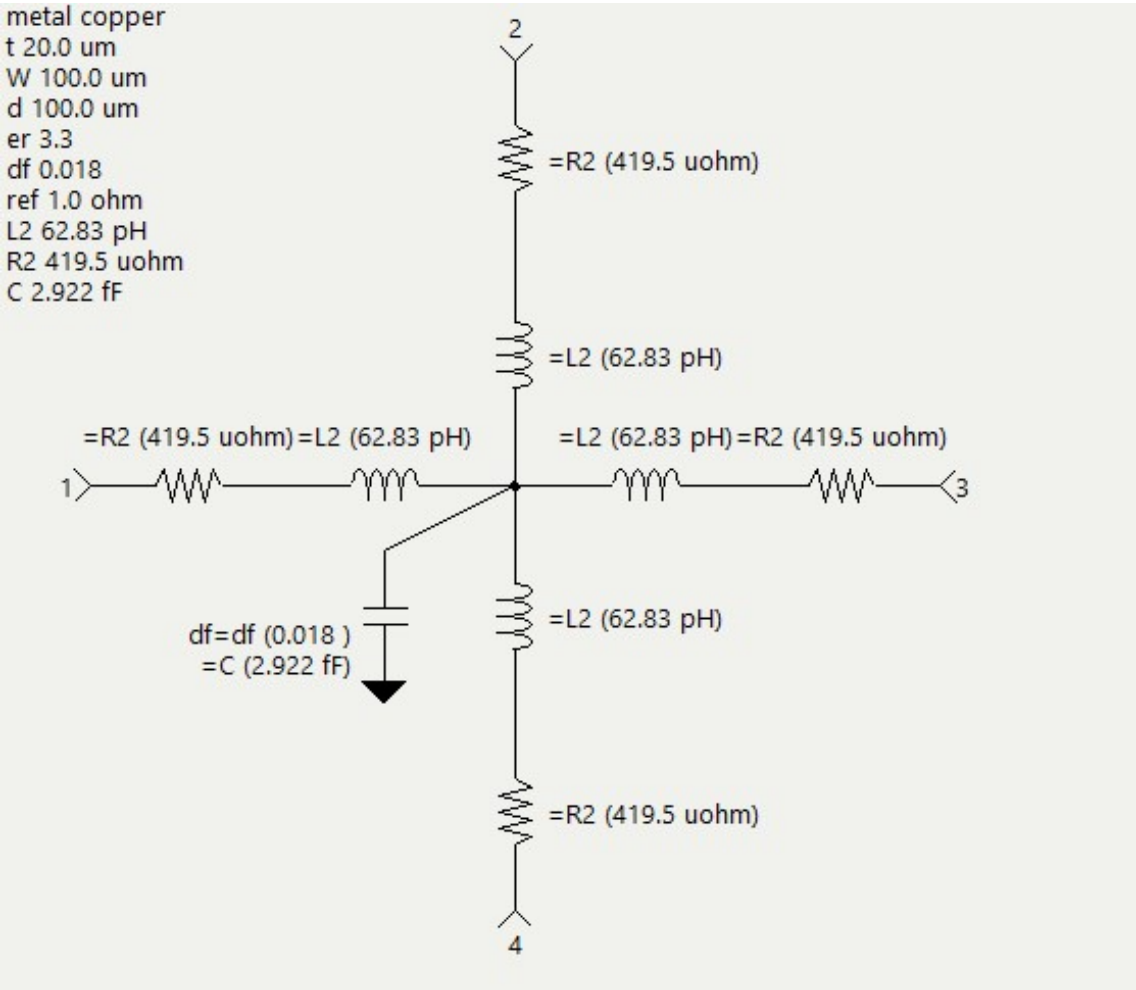 metal copper
t 20.0 um
W 100.0 um
d 100.0 um
er 3.3
df 0.018
ref 1.0 ohm
L2 62.83 pH
R2 419.5 uohm
C 2.922 fF
2
=R2 (419.5 uohm)
=L2 (62.83 pH)
=R2 (419.5 uohm) =L2 (62.83 pH) =L2 (62.83 pH) =R2 (419.5 uohm)
1 3
=L2 (62.83 pH)
df=df (0.018 )
=C (2.922 fF)
=R2 (419.5 uohm)
4